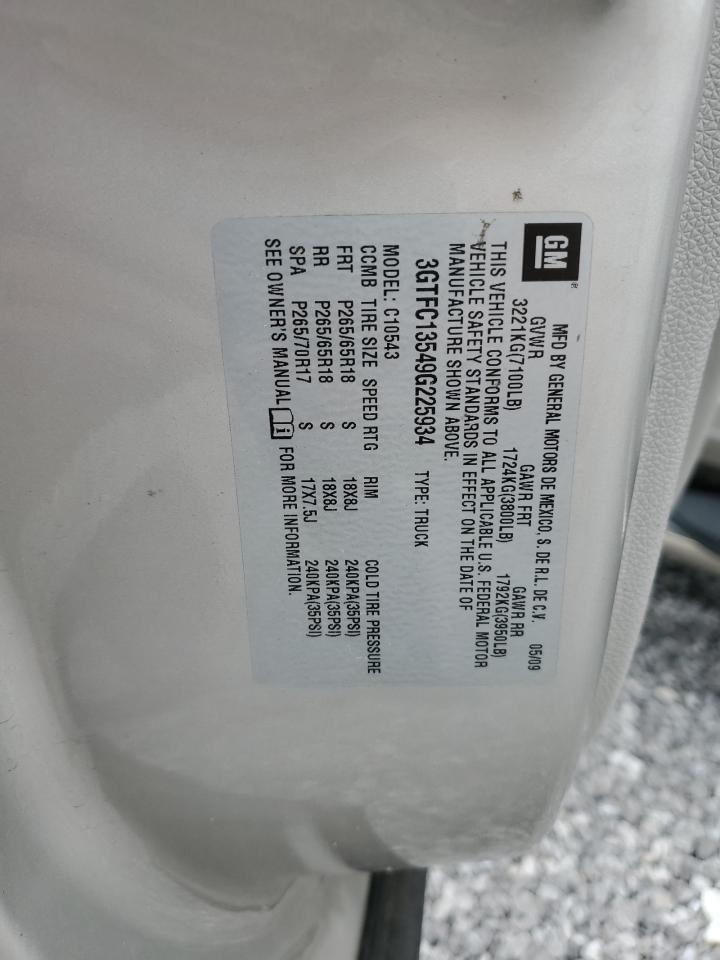 GM
MFD BY GENERAL MOTORS DE MEXICO, S. DE R.L. DE C.V. 05/09
GVWR GAWR FRT GAWR RR
3221KG(7100LB) 1724KG(3800LB) 1792KG(3950LB)
THIS VEHICLE CONFORMS TO ALL APPLICABLE U.S. FEDERAL MOTOR
VEHICLE SAFETY STANDARDS IN EFFECT ON THE DATE OF
MANUFACTURE SHOWN ABOVE.
3GTFC13549G225934 TYPE: TRUCK
MODEL: C10543
CCMB TIRE SIZE SPEED RTG RIM COLD TIRE PRESSURE
FRT P265/65R18 S 18X8J 240KPA(35PSI)
RR P265/65R18 S 18X8J 240KPA(35PSI)
SPA P265/70R17 S 17X7.5J 240KPA(35PSI)
SEE OWNER'S MANUAL i FOR MORE INFORMATION.